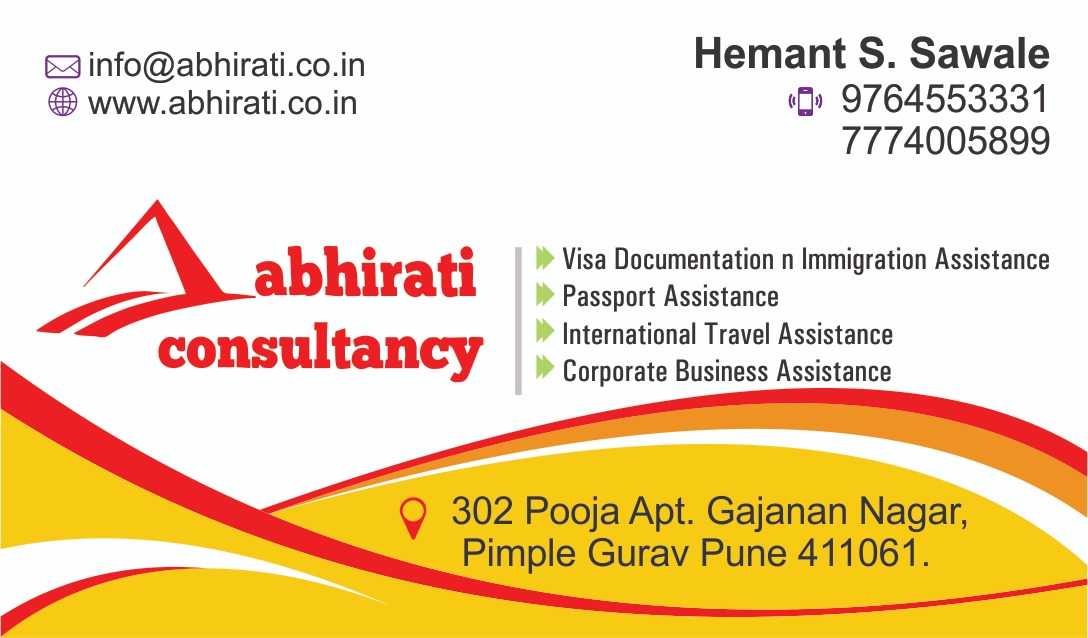 info@abhirati.co.in
www.abhirati.co.in
Hemant S. Sawale
9764553331
7774005899
abhirati
consultancy
Visa Documentation n Immigration Assistance
Passport Assistance
International Travel Assistance
Corporate Business Assistance
302 Pooja Apt. Gajanan Nagar,
Pimple Gurav Pune 411061.